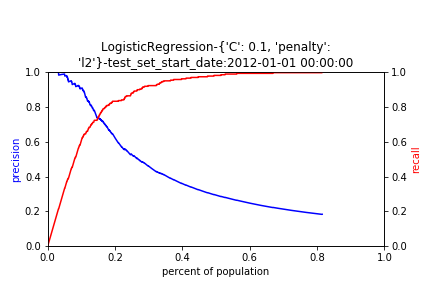 LogisticRegression-{'C': 0.1, 'penalty':
'l2'}-test_set_start_date:2012-01-01 00:00:00
1.0
0.8
0.6
0.4
0.2
0.0
precision
1.0
0.8
0.6
0.4
0.2
0.0
recall
0.0 0.2 0.4 0.6 0.8 1.0
percent of population